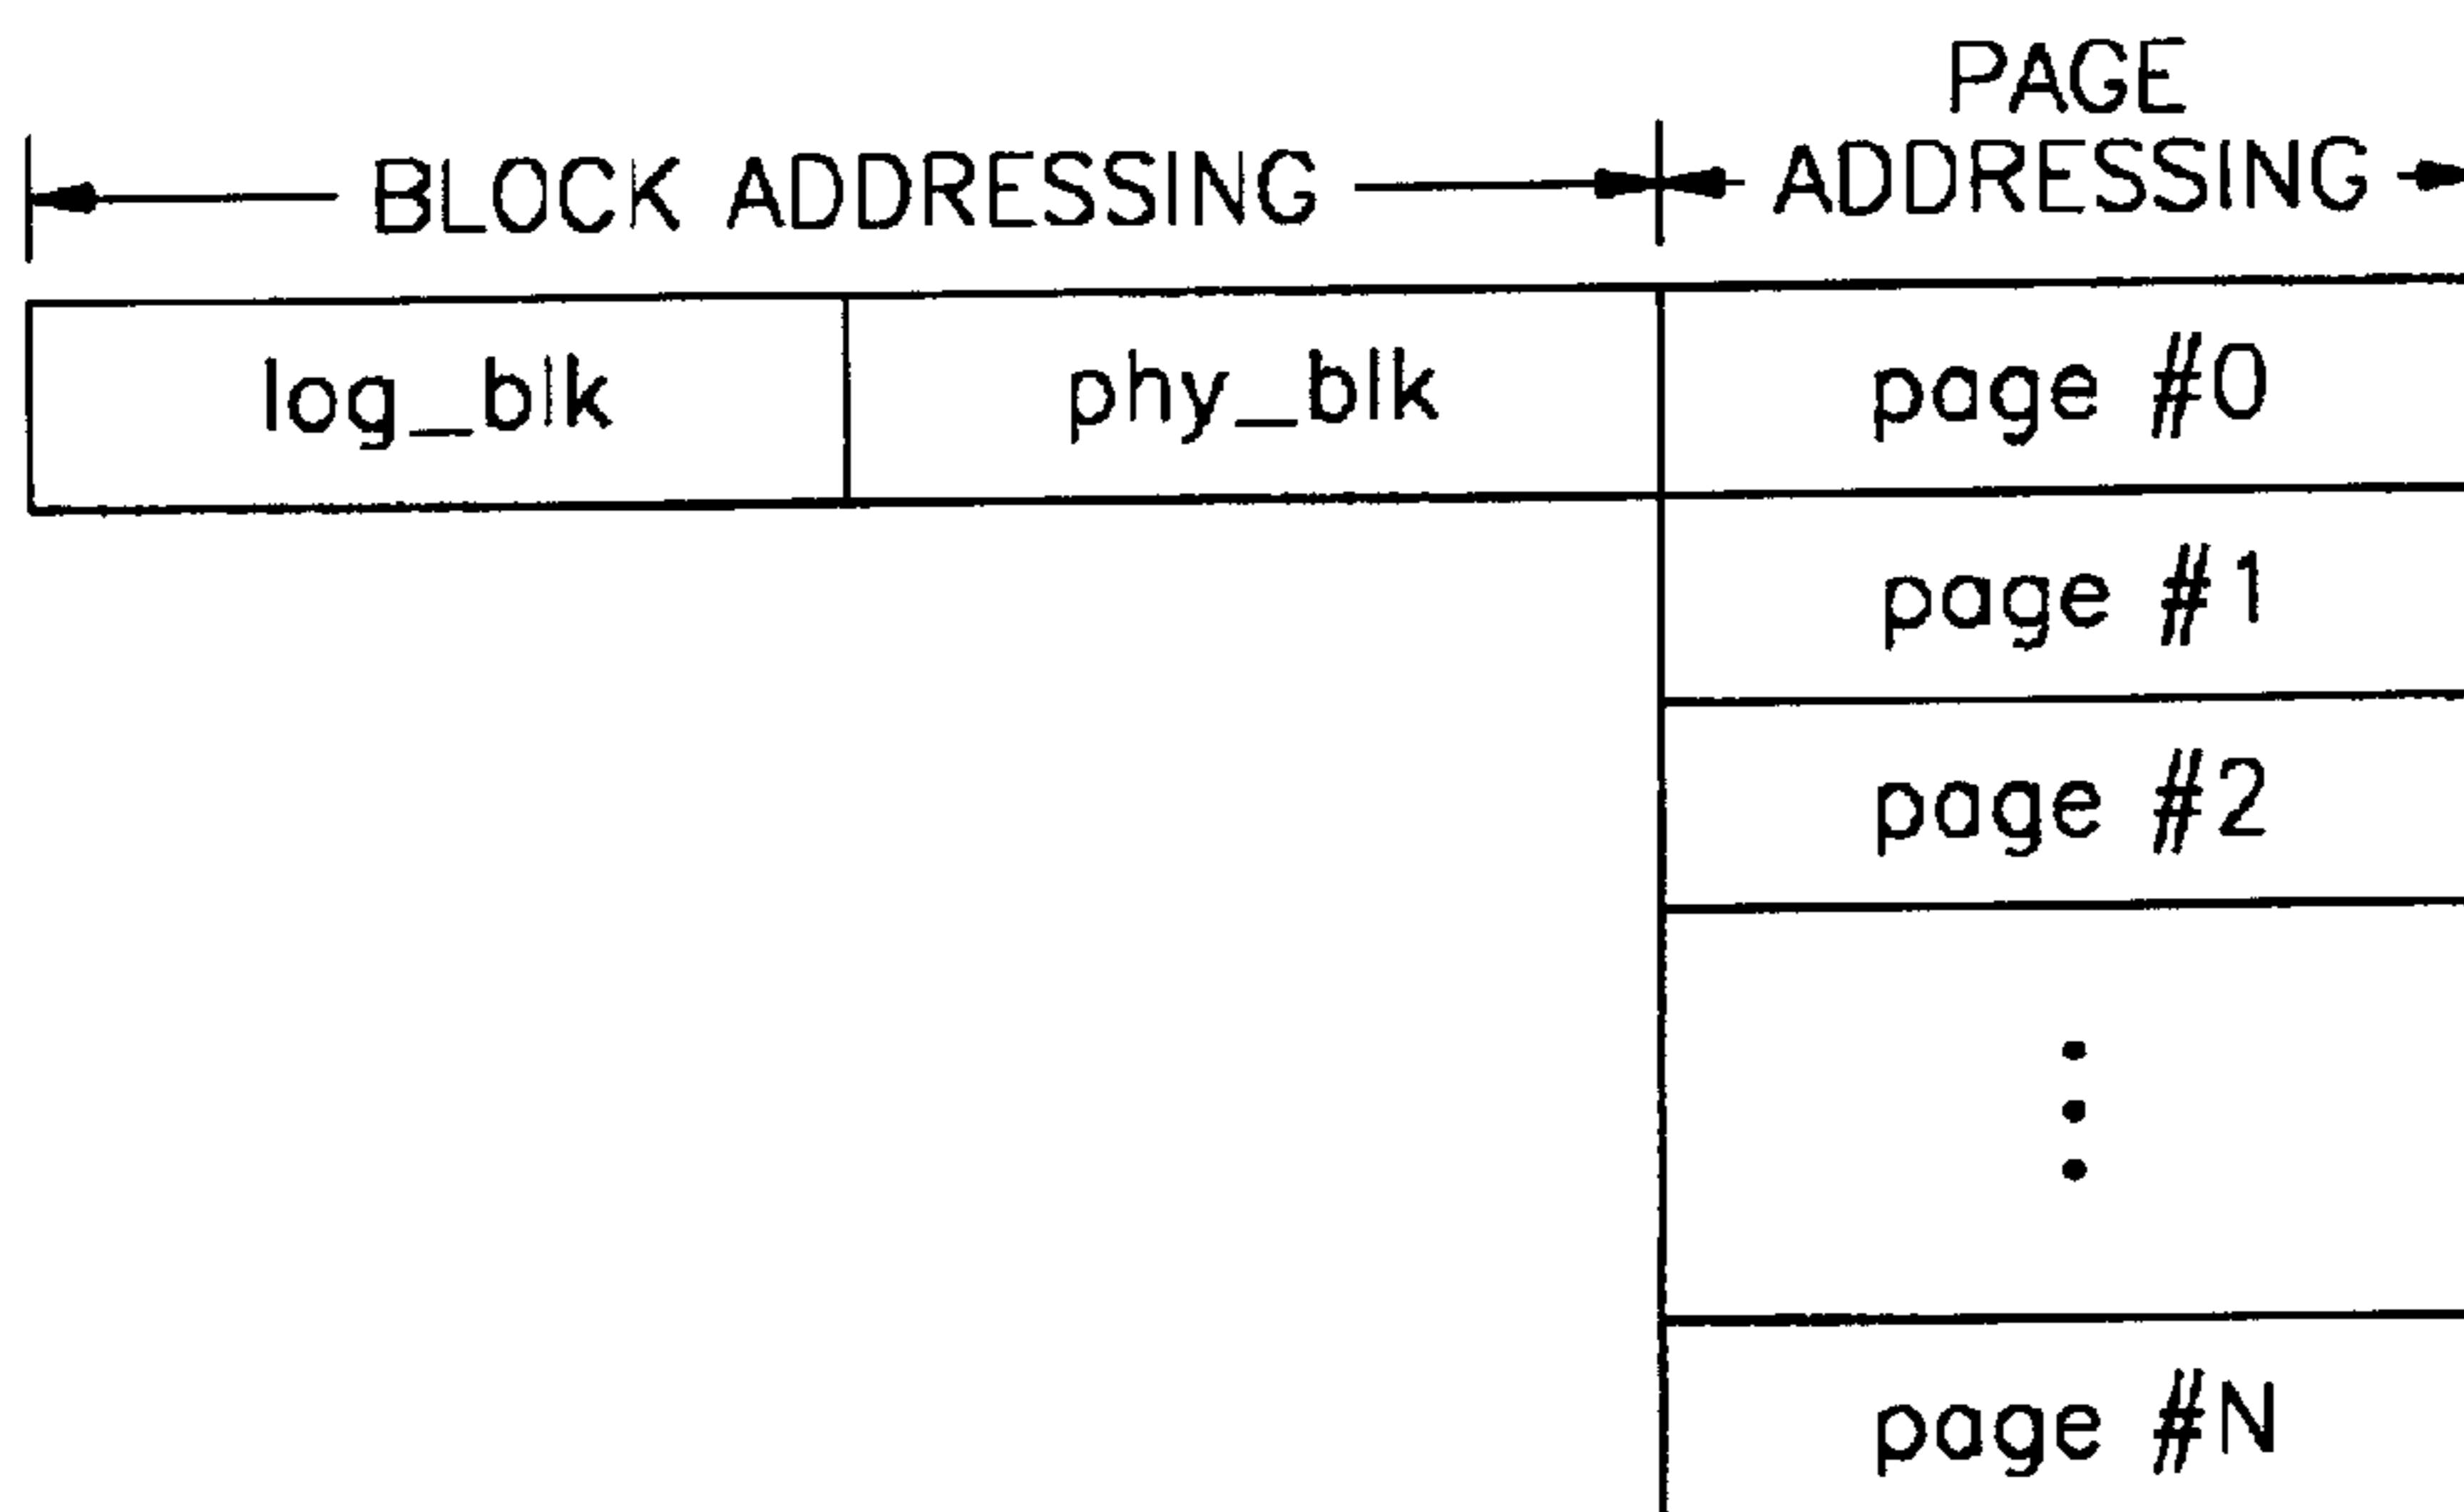 PAGE
BLOCK ADDRESSING ADDRESSING
log_blk phy_blk page #0
page #1
page #2
page #N